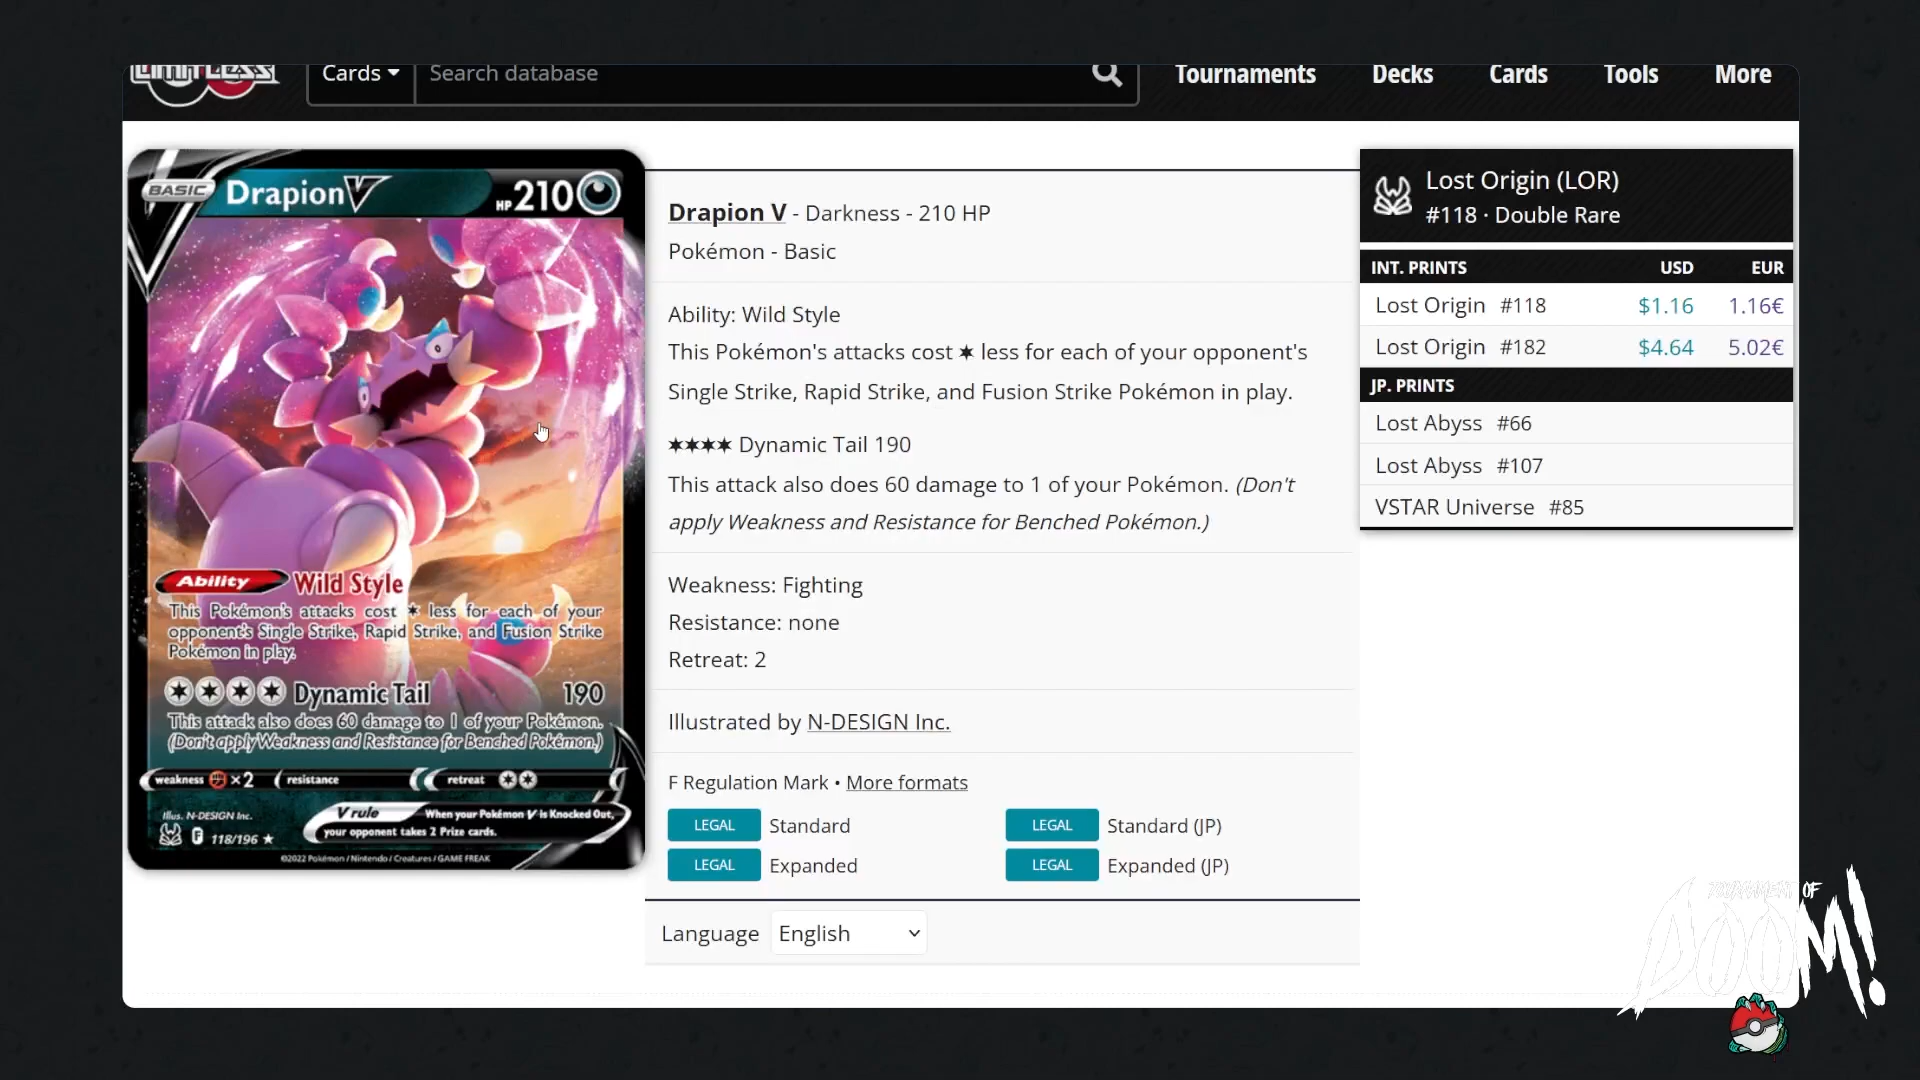 LIMITLESS
Cards
Search database
Tournaments
Decks
Cards
Tools
More
BASIC
Drapion V
HP 210
Ability Wild Style
This Pokémon's attacks cost ✶ less for each of your
opponent's Single Strike, Rapid Strike, and Fusion Strike
Pokémon in play.
Dynamic Tail 190
This attack also does 60 damage to 1 of your Pokémon.
(Don't apply Weakness and Resistance for Benched Pokémon.)
weakness ×2
resistance
retreat
Illus. N-DESIGN Inc.
F 118/196 ★
V rule When your Pokémon V is Knocked Out,
your opponent takes 2 Prize cards.
©2022 Pokémon / Nintendo / Creatures / GAME FREAK
Drapion V - Darkness - 210 HP
Pokémon - Basic
Ability: Wild Style
This Pokémon's attacks cost ✶ less for each of your opponent's
Single Strike, Rapid Strike, and Fusion Strike Pokémon in play.
✶✶✶✶ Dynamic Tail 190
This attack also does 60 damage to 1 of your Pokémon. (Don't
apply Weakness and Resistance for Benched Pokémon.)
Weakness: Fighting
Resistance: none
Retreat: 2
Illustrated by N-DESIGN Inc.
F Regulation Mark • More formats
LEGAL Standard
LEGAL Standard (JP)
LEGAL Expanded
LEGAL Expanded (JP)
Language English
Lost Origin (LOR)
#118 · Double Rare
INT. PRINTS USD EUR
Lost Origin #118 $1.16 1.16€
Lost Origin #182 $4.64 5.02€
JP. PRINTS
Lost Abyss #66
Lost Abyss #107
VSTAR Universe #85
TOURNAMENT OF
DOOM!